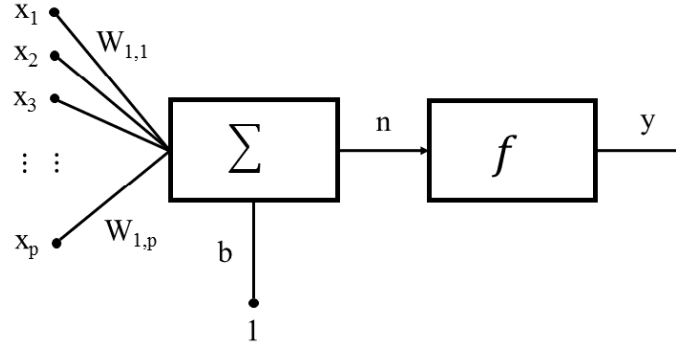 x₁
W₁,₁
x₂
x₃
n
y
∑
f
⋮ ⋮
xₚ
W₁,ₚ
b
1